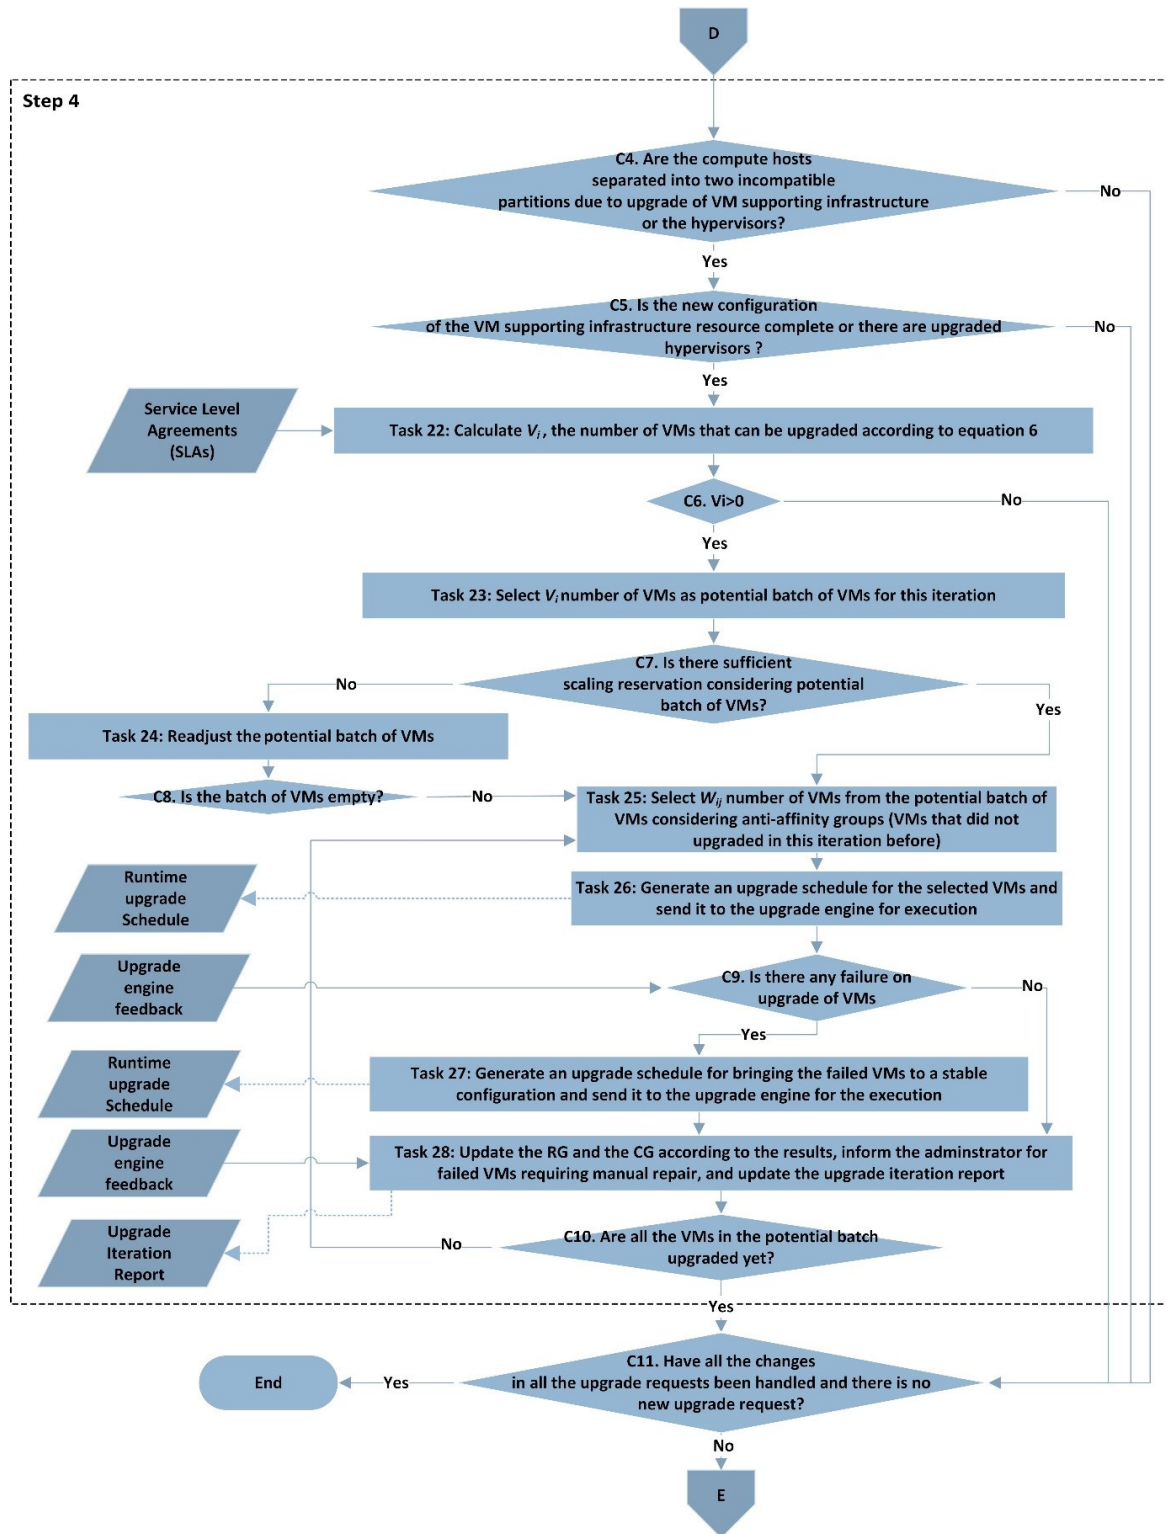 D
Step 4
C4. Are the compute hosts
separated into two incompatible
partitions due to upgrade of VM supporting infrastructure
or the hypervisors?
No
Yes
C5. Is the new configuration
of the VM supporting infrastructure resource complete or there are upgraded
hypervisors ?
No
Yes
Service Level
Agreements
(SLAs)
Task 22: Calculate Vi , the number of VMs that can be upgraded according to equation 6
C6. Vi>0
No
Yes
Task 23: Select Vi number of VMs as potential batch of VMs for this iteration
C7. Is there sufficient
scaling reservation considering potential
batch of VMs?
No
Yes
Task 24: Readjust the potential batch of VMs
C8. Is the batch of VMs empty?
No
Task 25: Select Wij number of VMs from the potential batch of
VMs considering anti-affinity groups (VMs that did not
upgraded in this iteration before)
Runtime
upgrade
Schedule
Task 26: Generate an upgrade schedule for the selected VMs and
send it to the upgrade engine for execution
Upgrade
engine
feedback
C9. Is there any failure on
upgrade of VMs
No
Yes
Runtime
upgrade
Schedule
Task 27: Generate an upgrade schedule for bringing the failed VMs to a stable
configuration and send it to the upgrade engine for the execution
Upgrade
engine
feedback
Task 28: Update the RG and the CG according to the results, inform the adminstrator for
failed VMs requiring manual repair, and update the upgrade iteration report
Upgrade
Iteration
Report
No
C10. Are all the VMs in the potential batch
upgraded yet?
Yes
C11. Have all the changes
in all the upgrade requests been handled and there is no
new upgrade request?
Yes
End
No
E